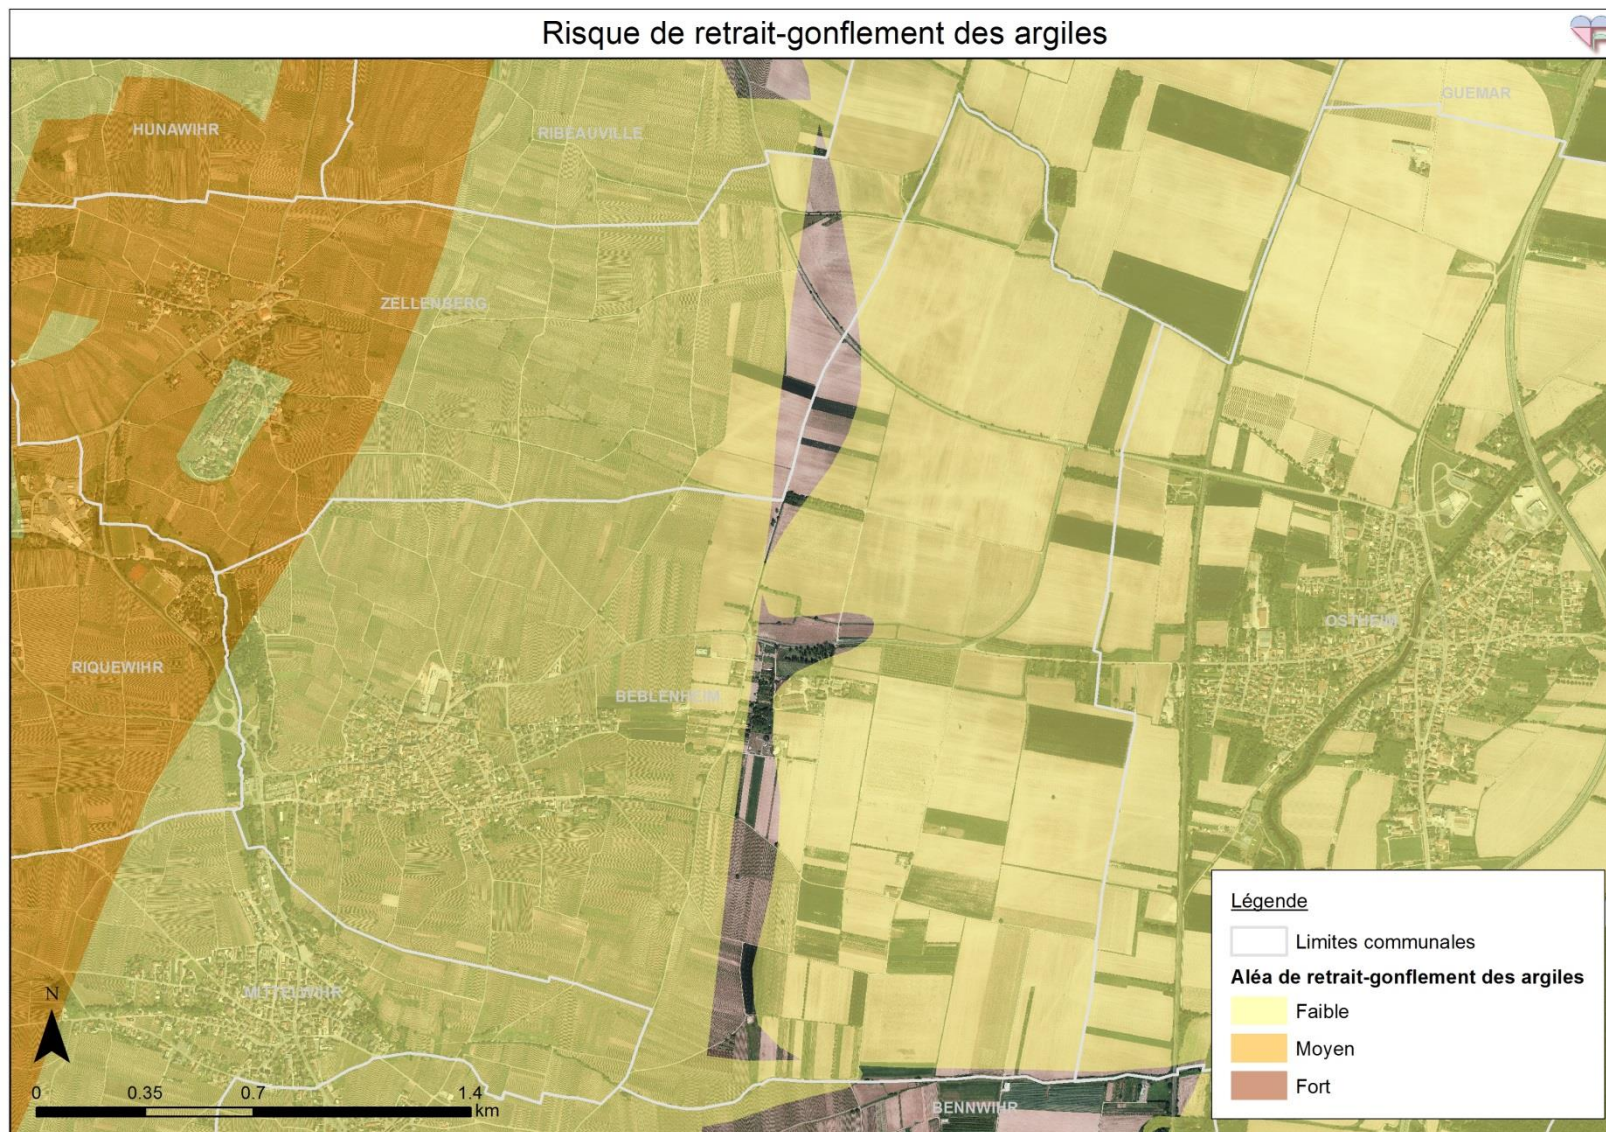 Risque de retrait-gonflement des argiles
GUEMAR
HUNAWIHR
RIBEAUVILLE
ZELLENBERG
OSTHEIM
RIQUEWIHR
BEBLENHEIM
MITTELWIHR
BENNWIHR
N
0 0.35 0.7 1.4
km
Légende
Limites communales
Aléa de retrait-gonflement des argiles
Faible
Moyen
Fort